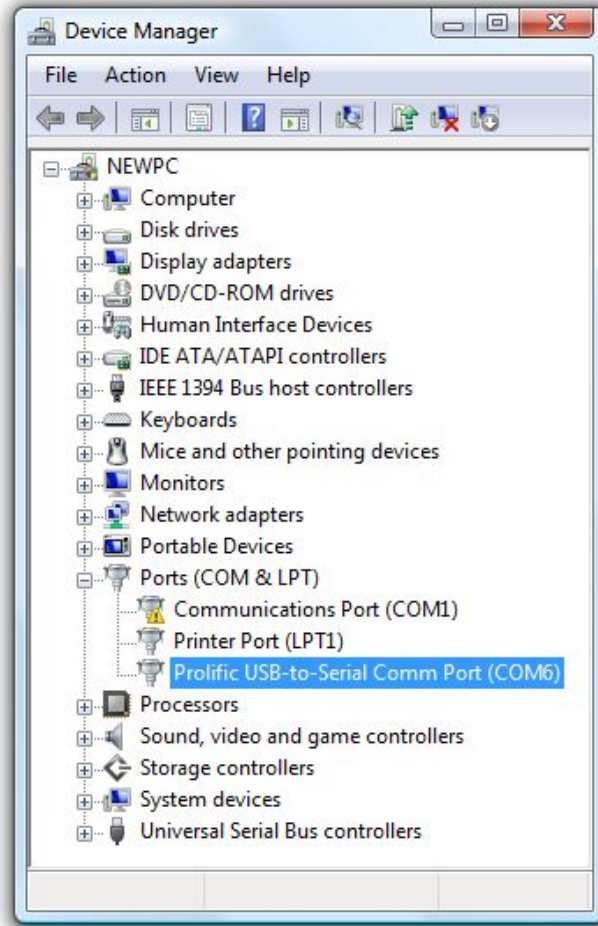 Device Manager
File Action View Help
NEWPC
Computer
Disk drives
Display adapters
DVD/CD-ROM drives
Human Interface Devices
IDE ATA/ATAPI controllers
IEEE 1394 Bus host controllers
Keyboards
Mice and other pointing devices
Monitors
Network adapters
Portable Devices
Ports (COM & LPT)
Communications Port (COM1)
Printer Port (LPT1)
Prolific USB-to-Serial Comm Port (COM6)
Processors
Sound, video and game controllers
Storage controllers
System devices
Universal Serial Bus controllers